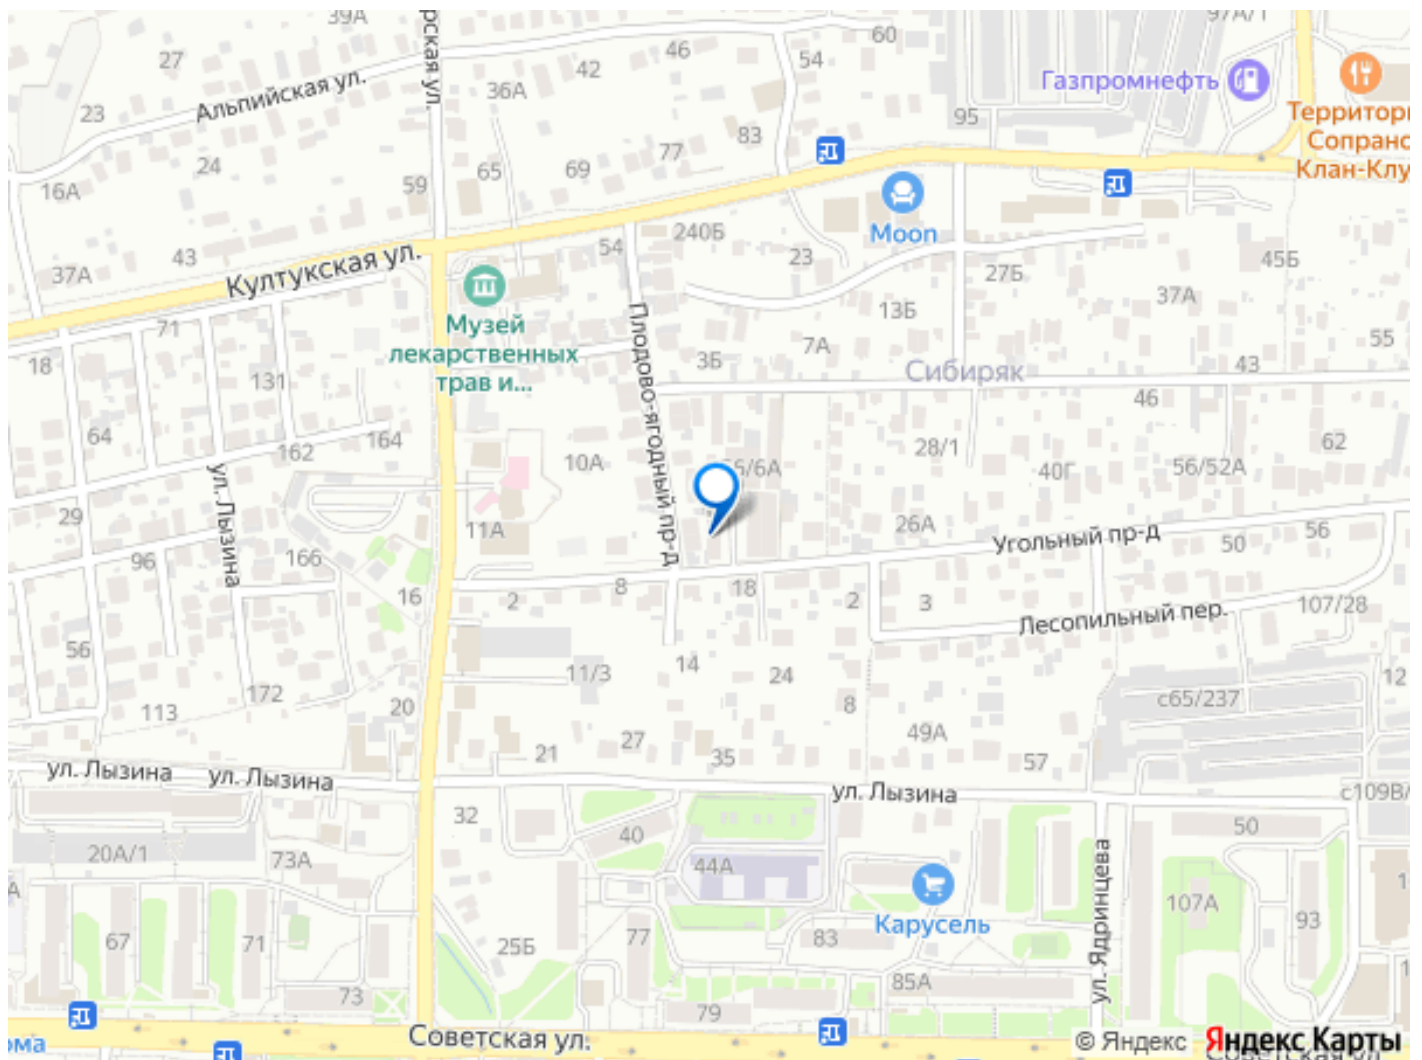 39А
97А/1
рская ул.
60
46
54
27
42
Газпромнефть
36А
Альпийская ул.
23
95
Территори
83
Сопрано
77
24
65
69
Клан-Клу
16А
59
Moon
240Б
54
43
23
45Б
37А
Култукская ул.
27Б
37А
13Б
Музей
лекарственных
трав и...
71
7А
55
18
3Б
43
131
Сибиряк
Плодово-ягодный пр-д
46
64
164
62
162
28/1
10А
56/52А
40Г
ул. Лызина
29
11А
26А
Угольный пр-д
56
50
166
96
8
18
16
2
2
3
107/28
Лесопильный пер.
56
14
11/3
24
12
172
с65/237
20
8
113
49А
27
21
35
57
ул. Лызина
ул. Лызина
ул. Лызина
с109В/
32
50
40
20А/1
73А
44А
ул. Ядринцева
107А
Карусель
93
67
71
25Б
77
83
85А
73
79
Советская ул.
© Яндекс
Яндекс Карты
ома
Советская ул.